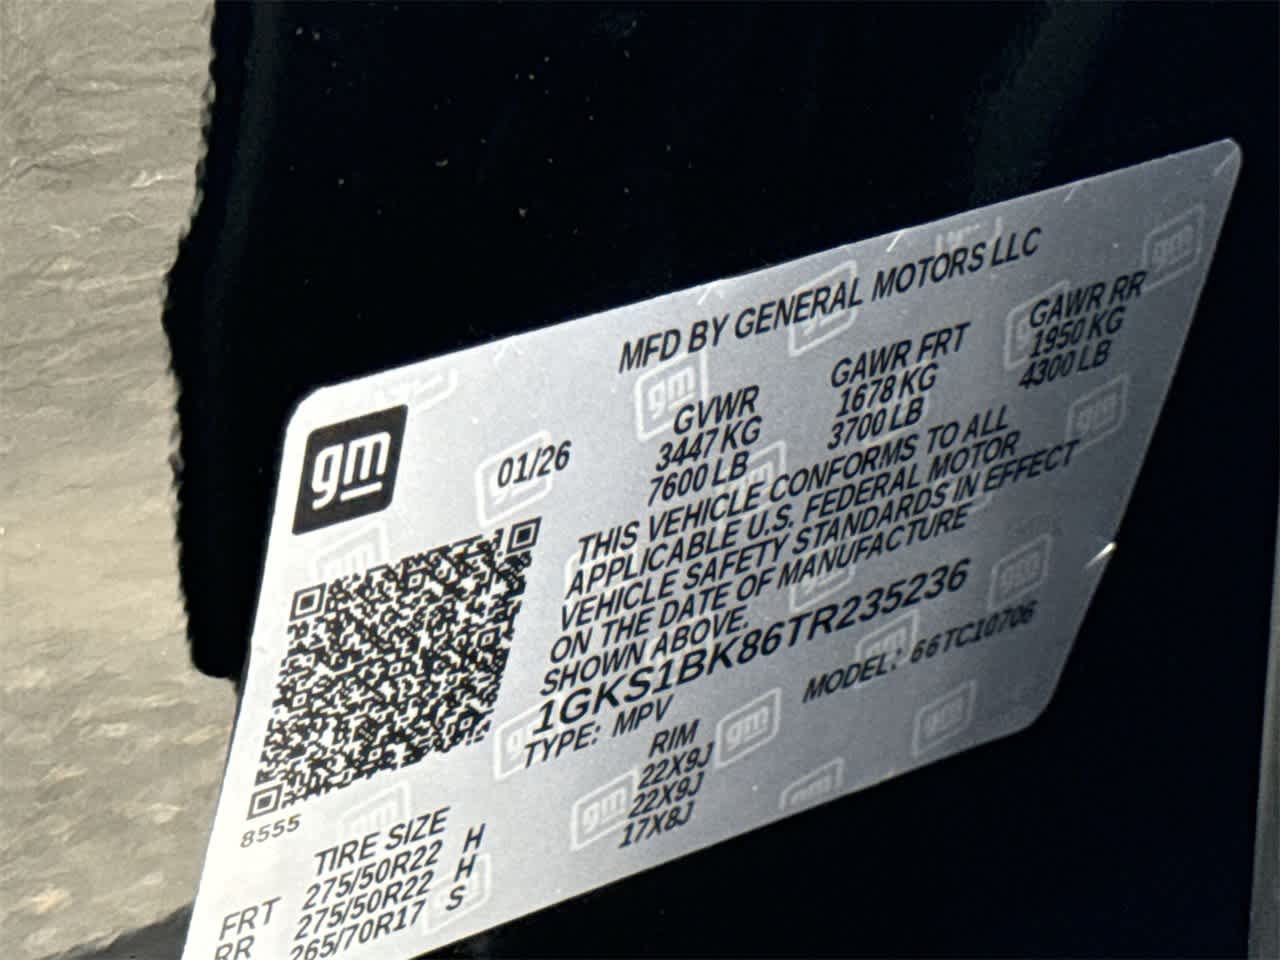 MFD BY GENERAL MOTORS LLC
gm
01/26
GVWR GAWR FRT GAWR RR
3447 KG 1678 KG 1950 KG
7600 LB 3700 LB 4300 LB
THIS VEHICLE CONFORMS TO ALL
APPLICABLE U.S. FEDERAL MOTOR
VEHICLE SAFETY STANDARDS IN EFFECT
ON THE DATE OF MANUFACTURE
SHOWN ABOVE.
1GKS1BK86TR235236
TYPE: MPV MODEL: 66TC10706
8555
TIRE SIZE RIM
FRT 275/50R22 H 22X9J
RR 275/50R22 H 22X9J
265/70R17 S 17X8J